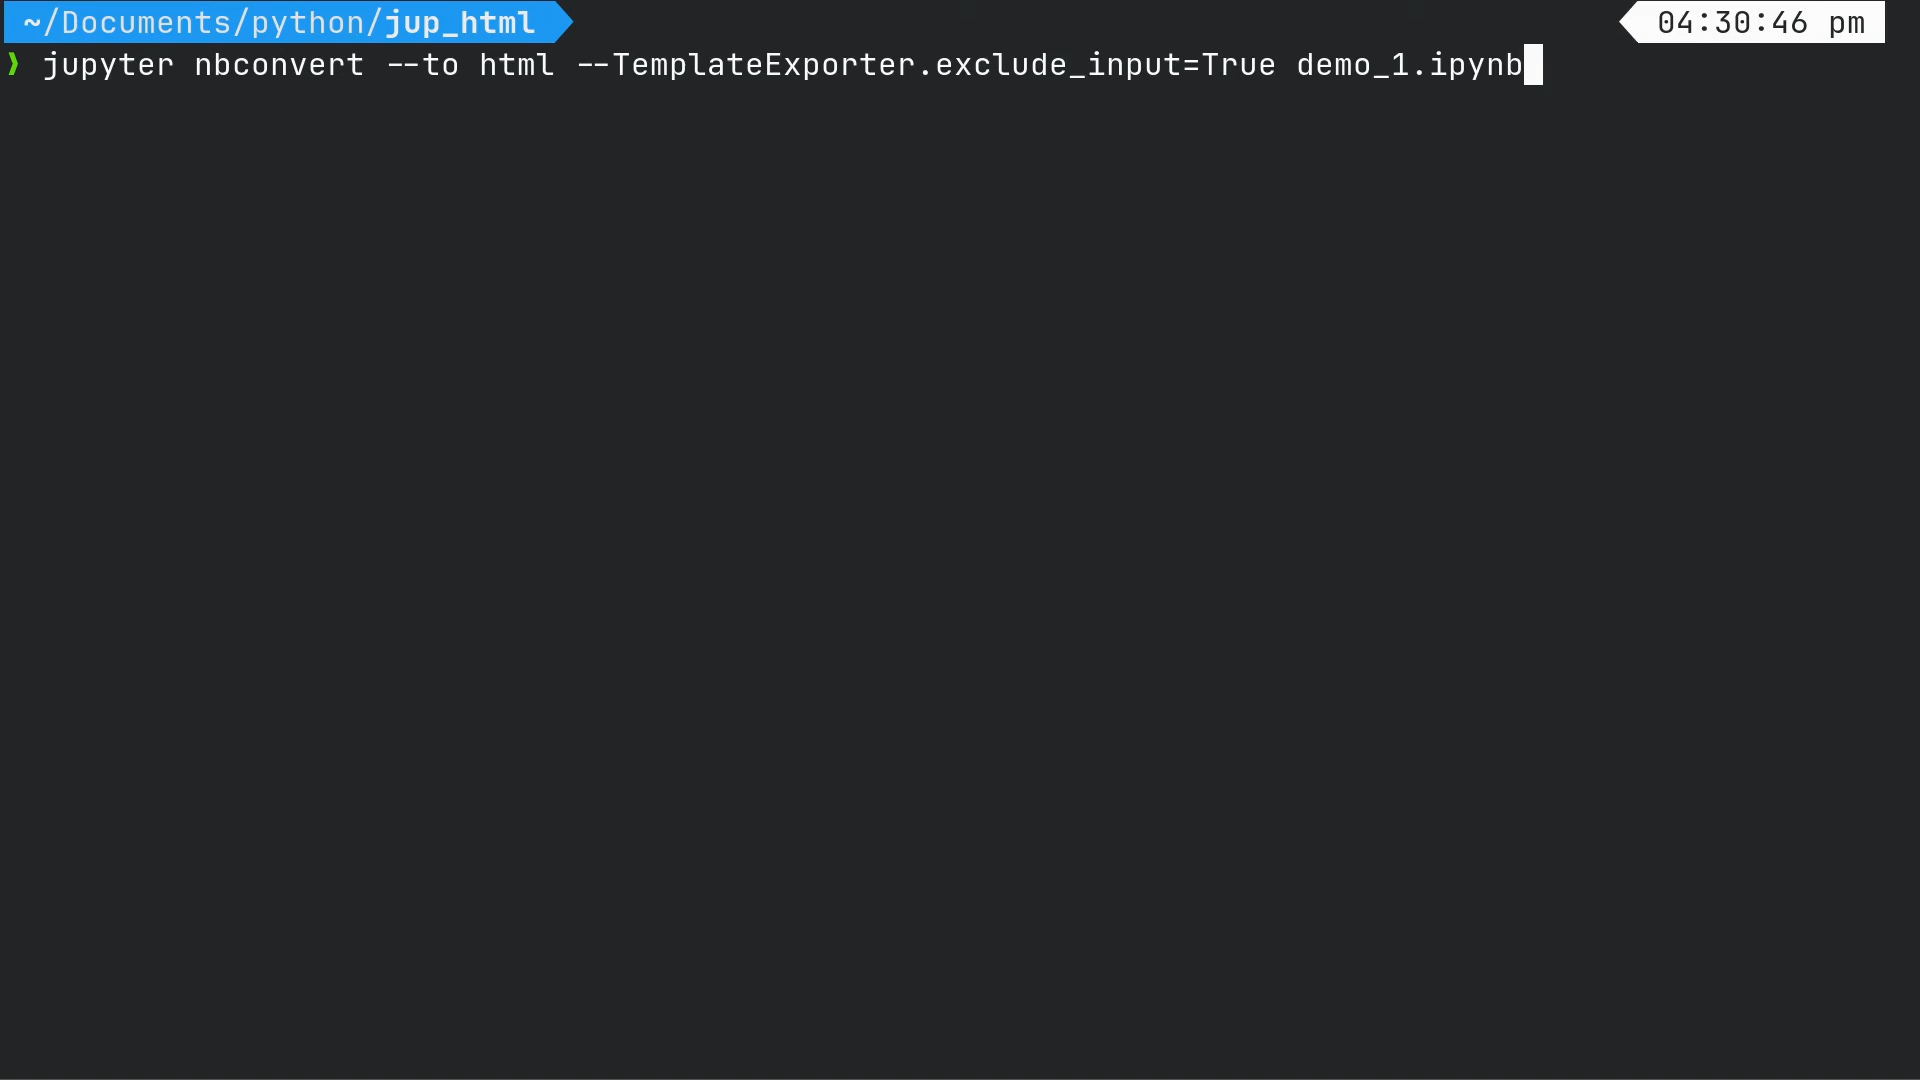 ~/Documents/python/jup_html
04:30:46 pm
❯ jupyter nbconvert --to html --TemplateExporter.exclude_input=True demo_1.ipynb